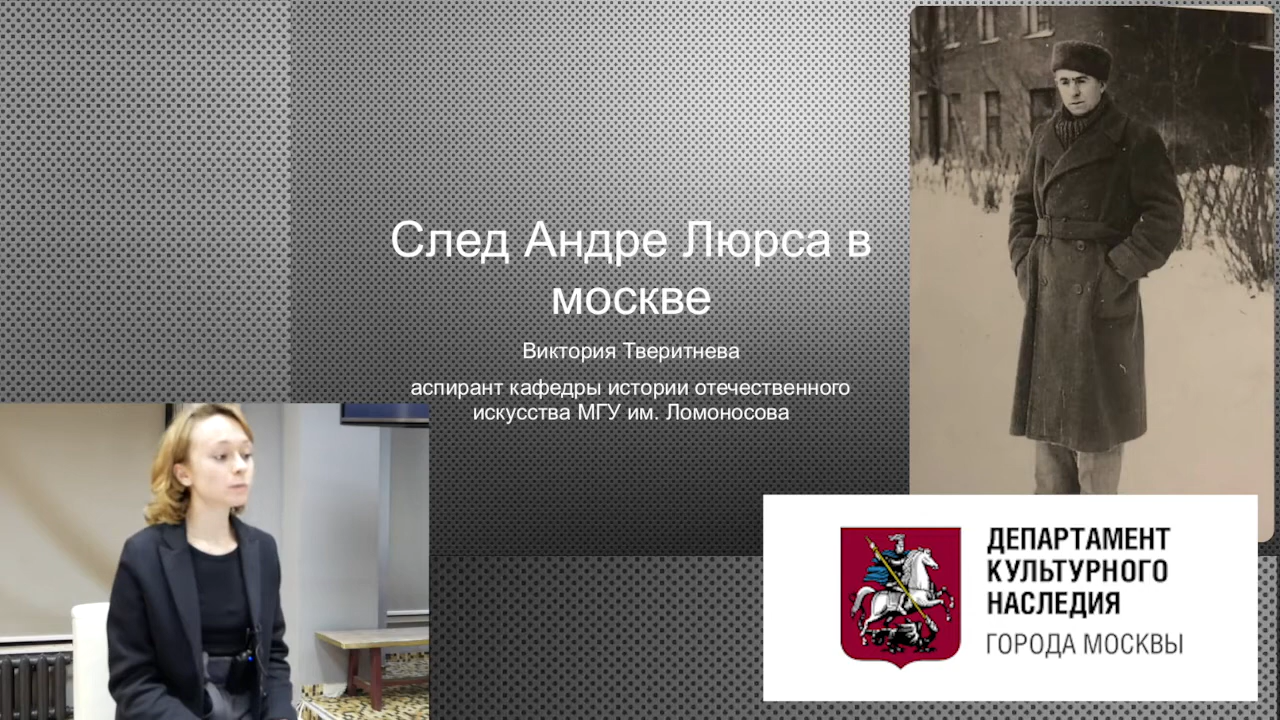 След Андре Люрса в
москве
Виктория Тверитнева
аспирант кафедры истории отечественного
искусства МГУ им. Ломоносова
ДЕПАРТАМЕНТ
КУЛЬТУРНОГО
НАСЛЕДИЯ
ГОРОДА МОСКВЫ